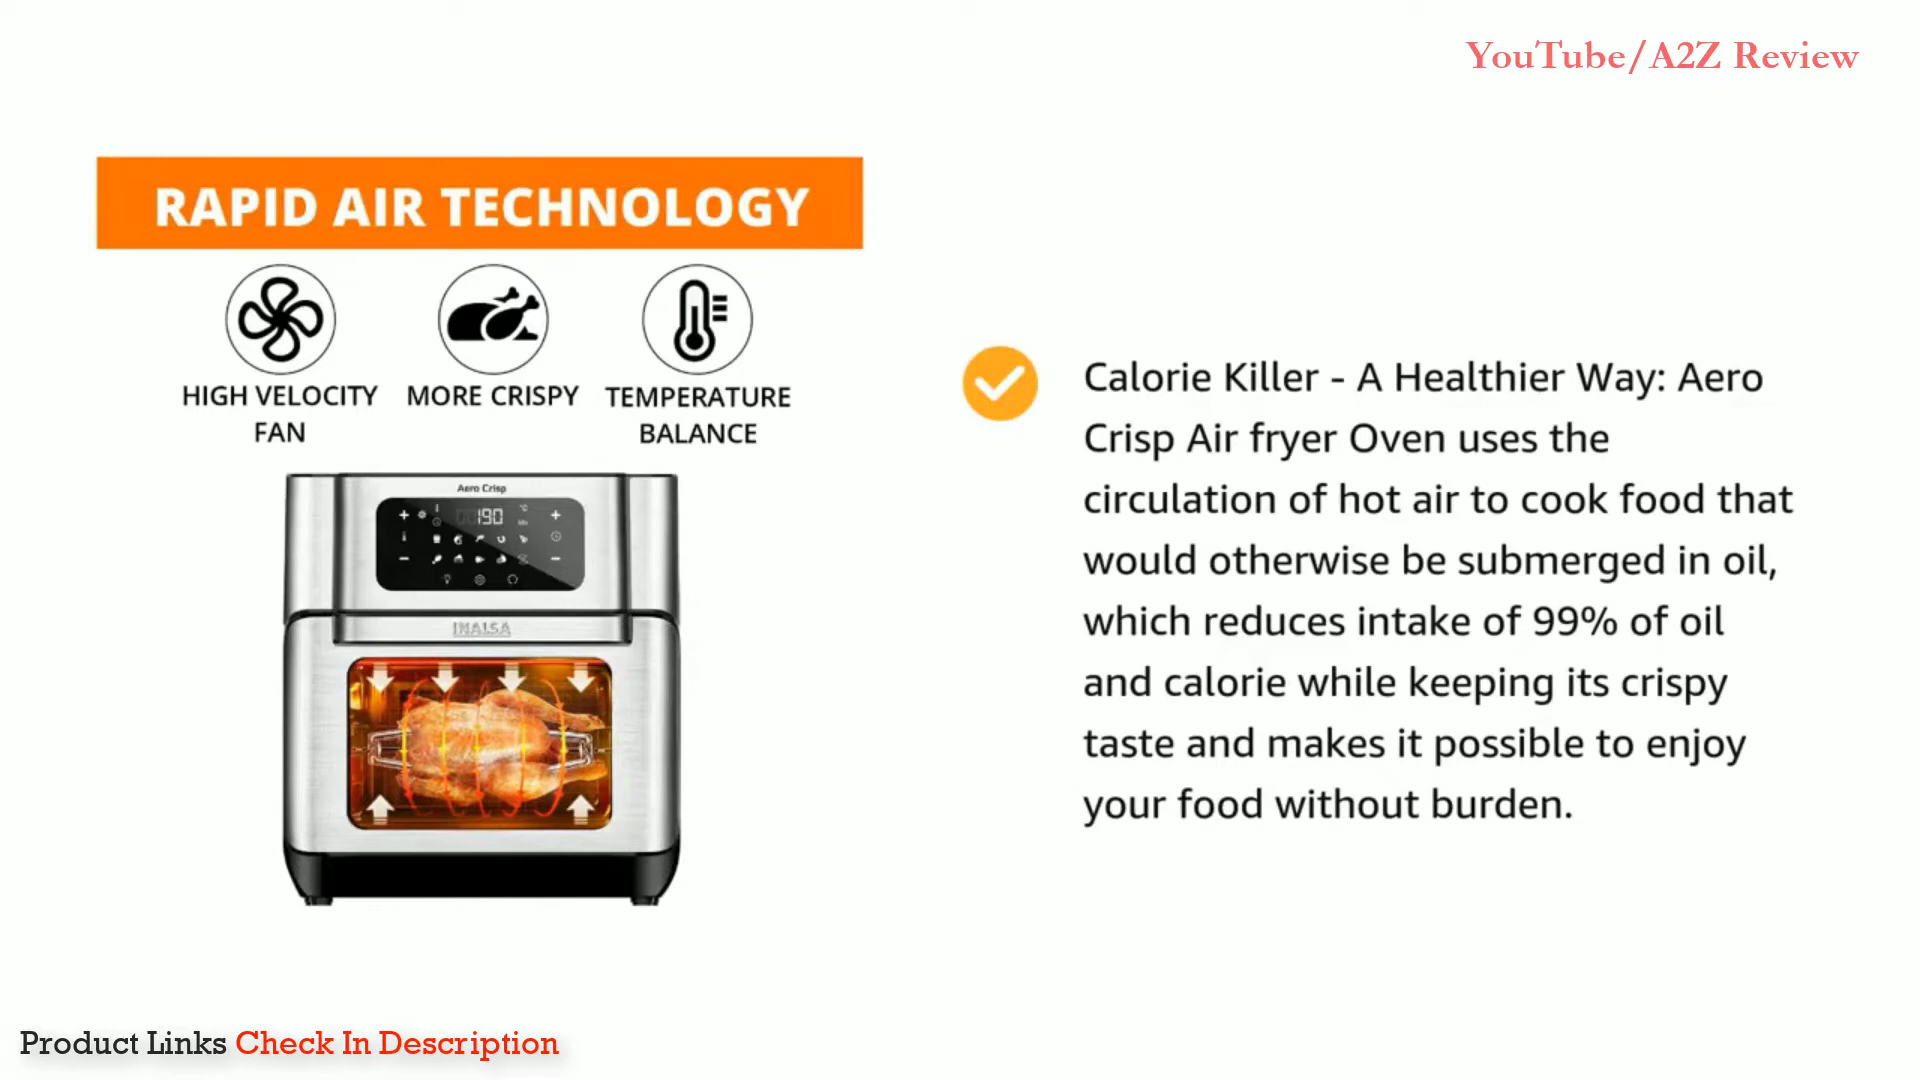 YouTube/A2Z Review
RAPID AIR TECHNOLOGY
HIGH VELOCITY
FAN
MORE CRISPY
TEMPERATURE
BALANCE
Aero Crisp
190
INALSA
Calorie Killer - A Healthier Way: Aero
Crisp Air fryer Oven uses the
circulation of hot air to cook food that
would otherwise be submerged in oil,
which reduces intake of 99% of oil
and calorie while keeping its crispy
taste and makes it possible to enjoy
your food without burden.
Product Links Check In Description